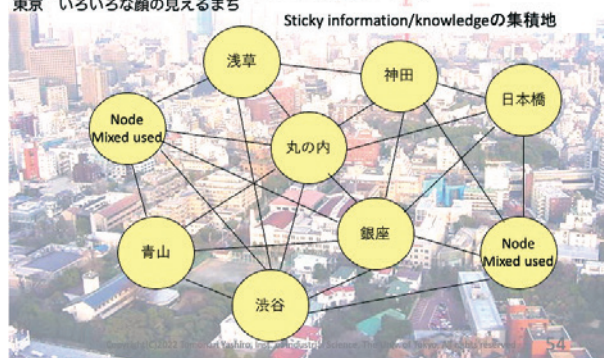 東京 いろいろな顔の見えるまち
Sticky information/knowledgeの集積地
浅草
神田
日本橋
Node
Mixed used
丸の内
青山
銀座
Node
Mixed used
渋谷
54